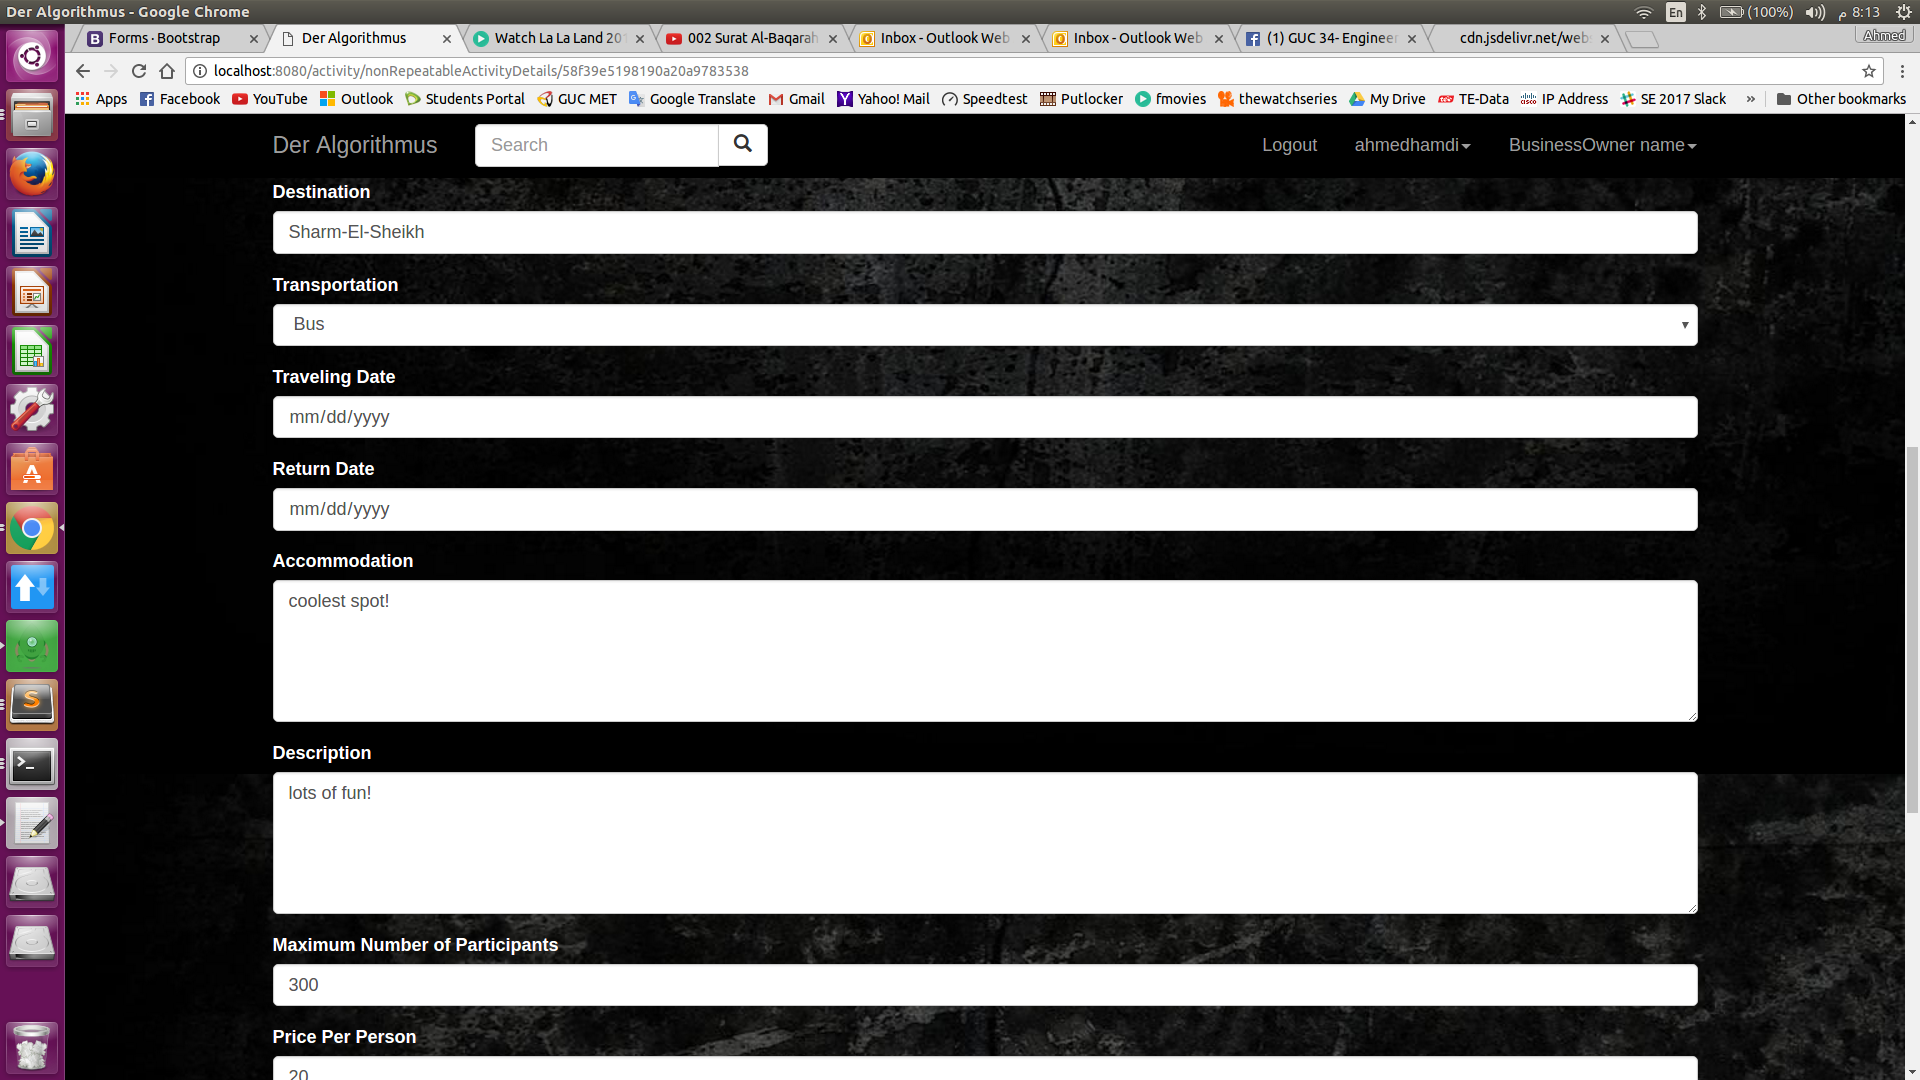 Der Algorithmus - Google Chrome
En
(100%)
8:13 م
Forms · Bootstrap
Der Algorithmus
Watch La La Land 201
002 Surat Al-Baqarah
Inbox - Outlook Web
Inbox - Outlook Web
(1) GUC 34- Engineer
cdn.jsdelivr.net/web
Ahmed
localhost:8080/activity/nonRepeatableActivityDetails/58f39e5198190a20a9783538
Apps
Facebook
YouTube
Outlook
Students Portal
GUC MET
Google Translate
Gmail
Yahoo! Mail
Speedtest
Putlocker
fmovies
thewatchseries
My Drive
TE-Data
IP Address
SE 2017 Slack
»
Other bookmarks
Der Algorithmus
Search
Logout
ahmedhamdi
BusinessOwner name
Destination
Sharm-El-Sheikh
Transportation
Bus
Traveling Date
mm/dd/yyyy
Return Date
mm/dd/yyyy
Accommodation
coolest spot!
Description
lots of fun!
Maximum Number of Participants
300
Price Per Person
20